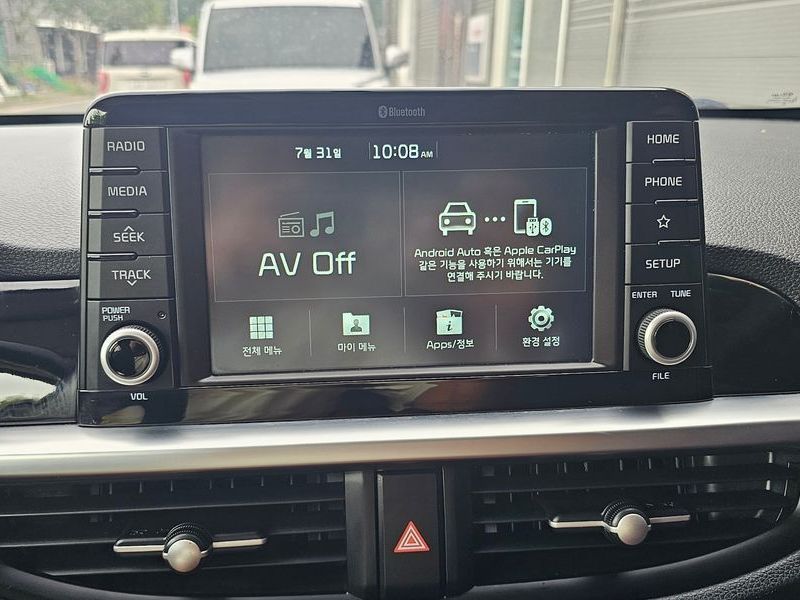 Bluetooth
RADIO
MEDIA
SEEK
TRACK
POWER
PUSH
VOL
7월 31일
10:08 AM
AV Off
Android Auto 혹은 Apple CarPlay
같은 기능을 사용하기 위해서는 기기를
연결해 주시기 바랍니다.
전체 메뉴
마이 메뉴
Apps/정보
환경 설정
HOME
PHONE
SETUP
ENTER TUNE
FILE